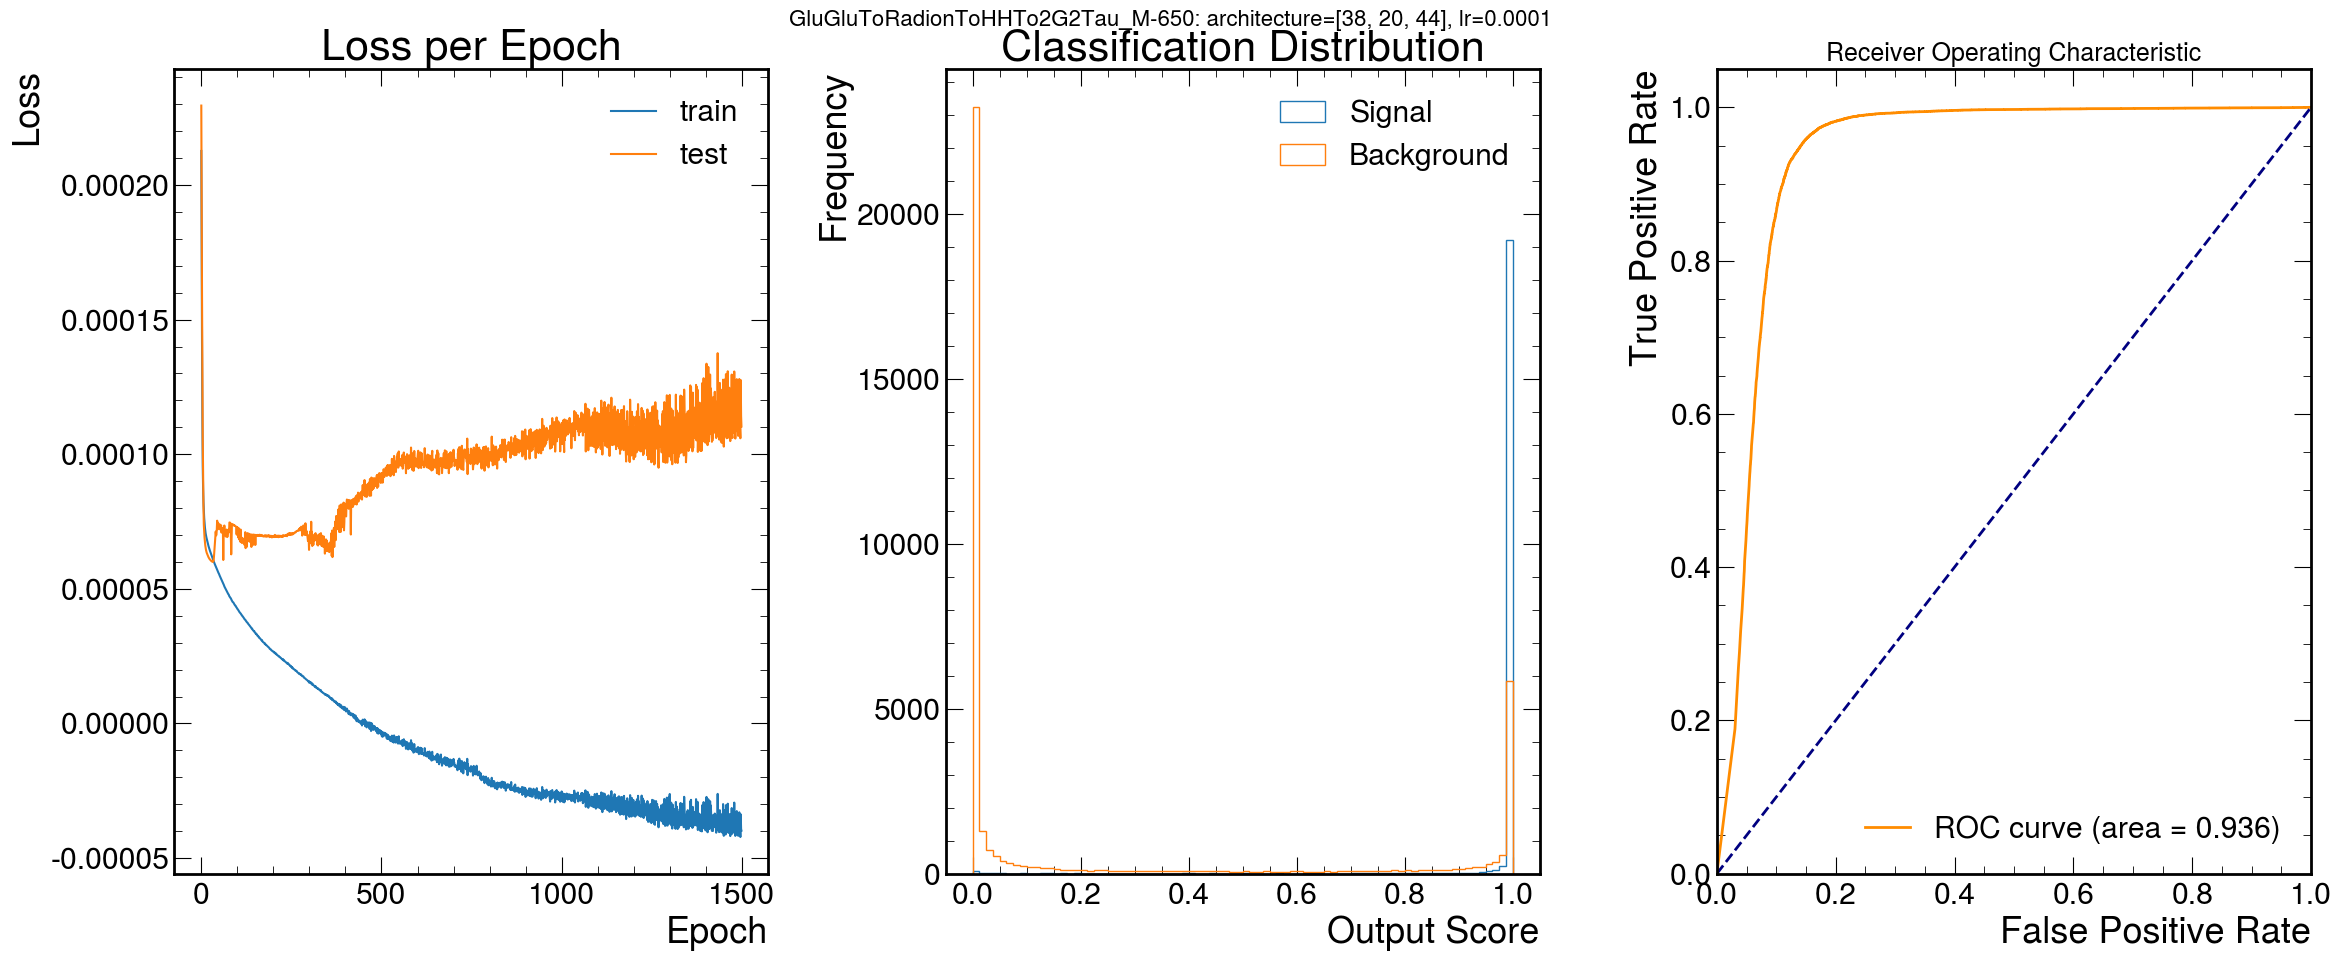 GluGluToRadionToHHTo2G2Tau_M-650: architecture=[38, 20, 44], lr=0.0001
Loss per Epoch
Loss
train
test
0.00020
0.00015
0.00010
0.00005
0.00000
-0.00005
0 500 1000 1500
Epoch
Classification Distribution
Frequency
Signal
Background
20000
15000
10000
5000
0
0.0 0.2 0.4 0.6 0.8 1.0
Output Score
Receiver Operating Characteristic
True Positive Rate
1.0
0.8
0.6
0.4
0.2
0.0
ROC curve (area = 0.936)
0.0 0.2 0.4 0.6 0.8 1.0
False Positive Rate